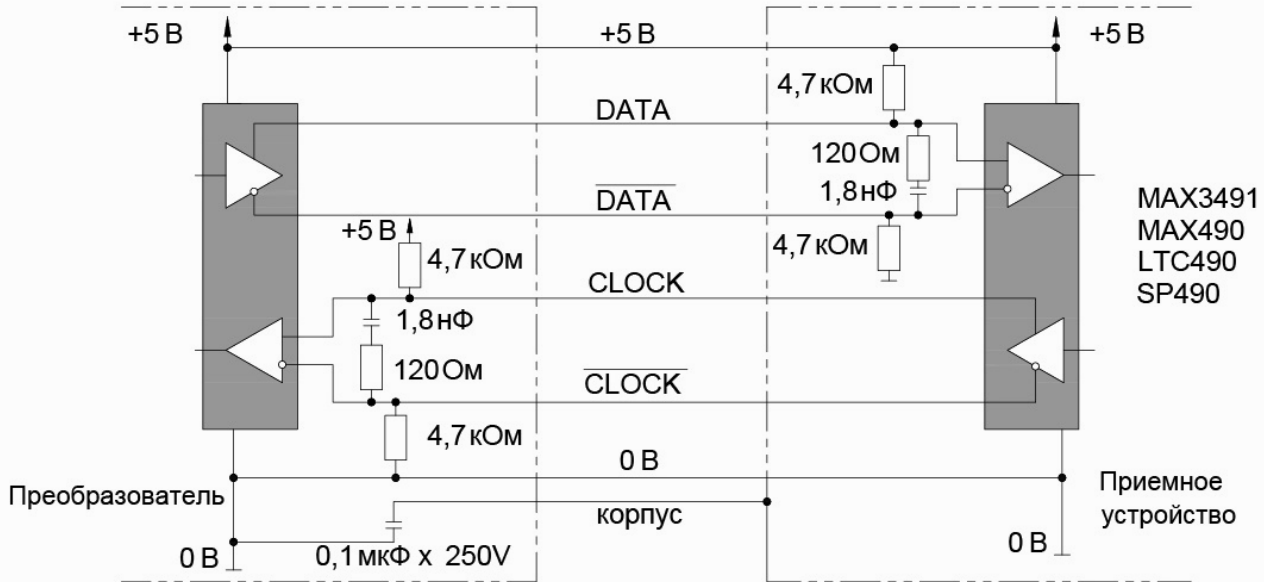 +5 В
+5 В
+5 В
4,7 кОм
DATA
120 Ом
1,8 нФ
DATA
+5 В
4,7 кОм
4,7 кОм
MAX3491
MAX490
LTC490
SP490
CLOCK
1,8 нФ
120 Ом
CLOCK
4,7 кОм
0 В
Преобразователь
корпус
Приемное
устройство
0 В
0,1 мкФ x 250V
0 В